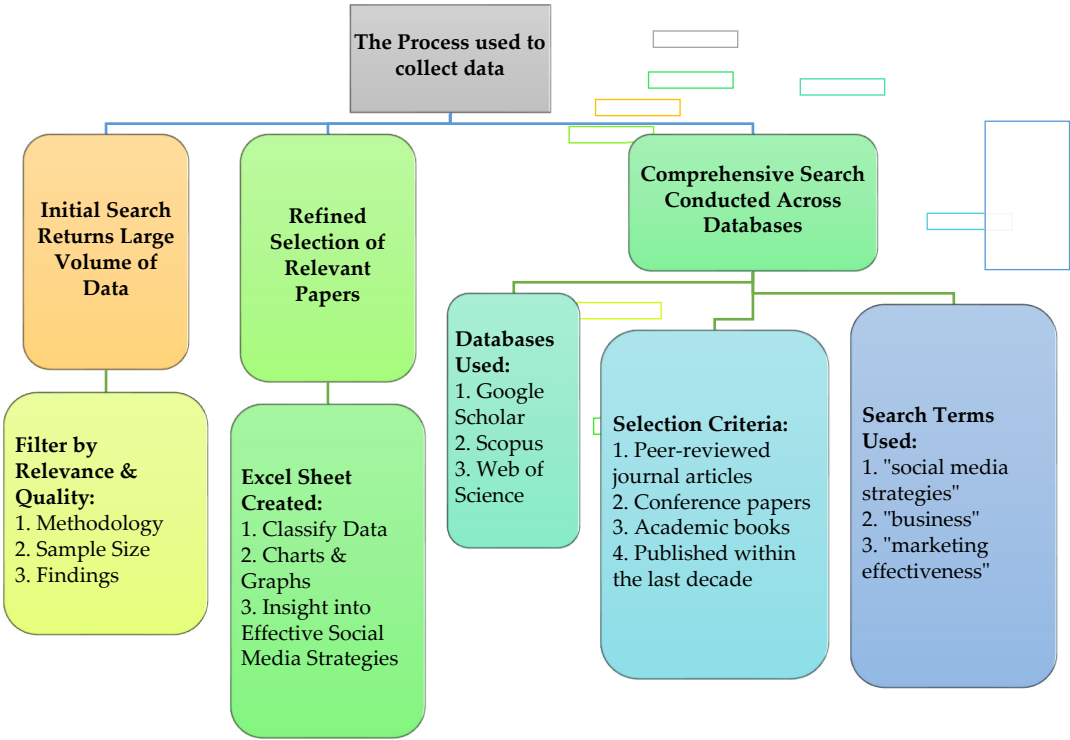 The Process used to
collect data
Initial Search
Returns Large
Volume of
Data
Refined
Selection of
Relevant
Papers
Comprehensive Search
Conducted Across
Databases
Filter by
Relevance &
Quality:
1. Methodology
2. Sample Size
3. Findings
Excel Sheet
Created:
1. Classify Data
2. Charts &
Graphs
3. Insight into
Effective Social
Media Strategies
Databases
Used:
1. Google
Scholar
2. Scopus
3. Web of
Science
Selection Criteria:
1. Peer-reviewed
journal articles
2. Conference papers
3. Academic books
4. Published within
the last decade
Search Terms
Used:
1. "social media
strategies"
2. "business"
3. "marketing
effectiveness"